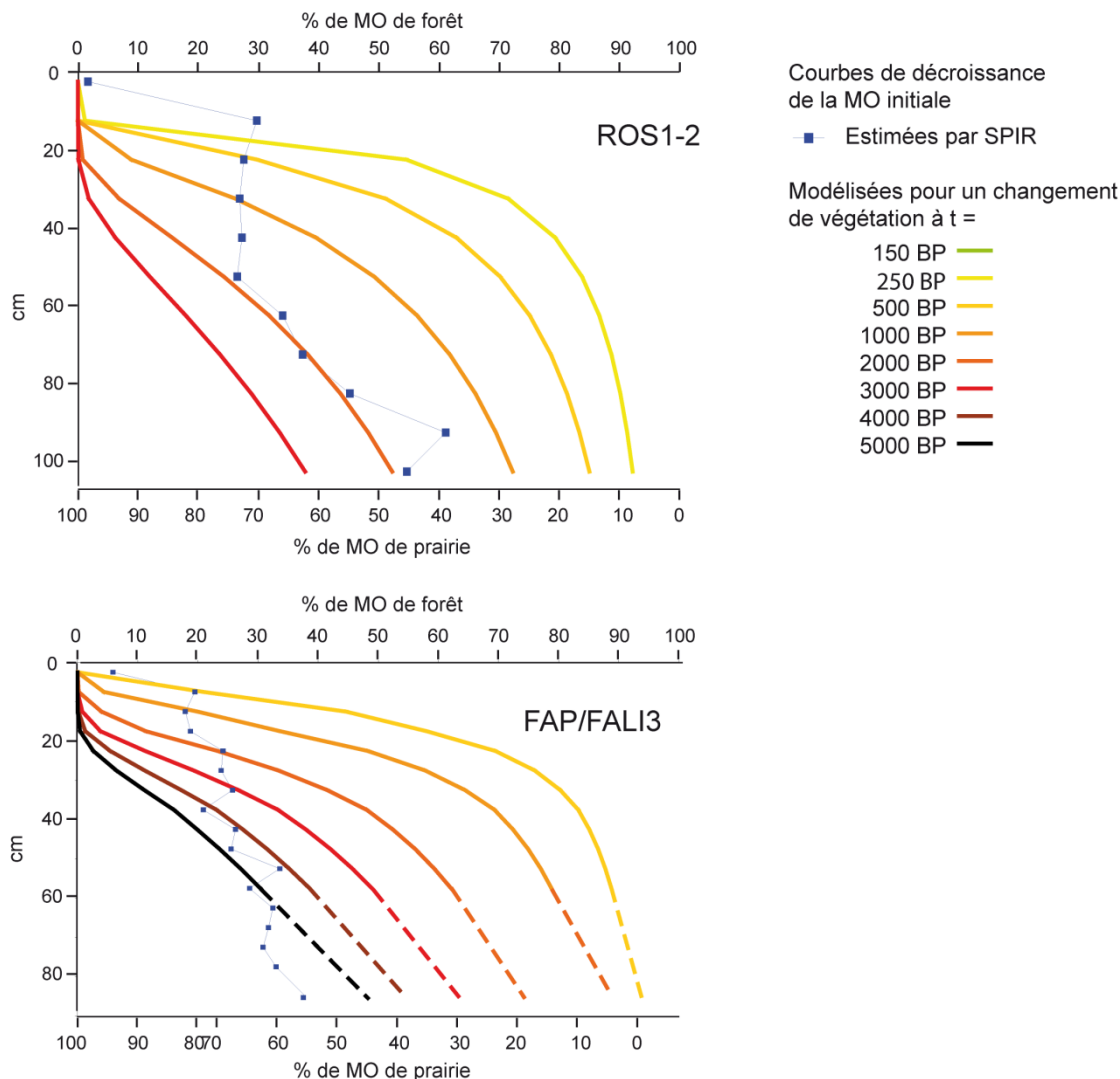 % de MO de forêt
0 10 20 30 40 50 60 70 80 90 100
0
20
40
60
80
100
cm
ROS1-2
100 90 80 70 60 50 40 30 20 10 0
% de MO de prairie
Courbes de décroissance
de la MO initiale
Estimées par SPIR
Modélisées pour un changement
de végétation à t =
150 BP
250 BP
500 BP
1000 BP
2000 BP
3000 BP
4000 BP
5000 BP
% de MO de forêt
0 10 20 30 40 50 60 70 80 90 100
0
20
40
60
80
cm
FAP/FALI3
100 90 8070 60 50 40 30 20 10 0
% de MO de prairie